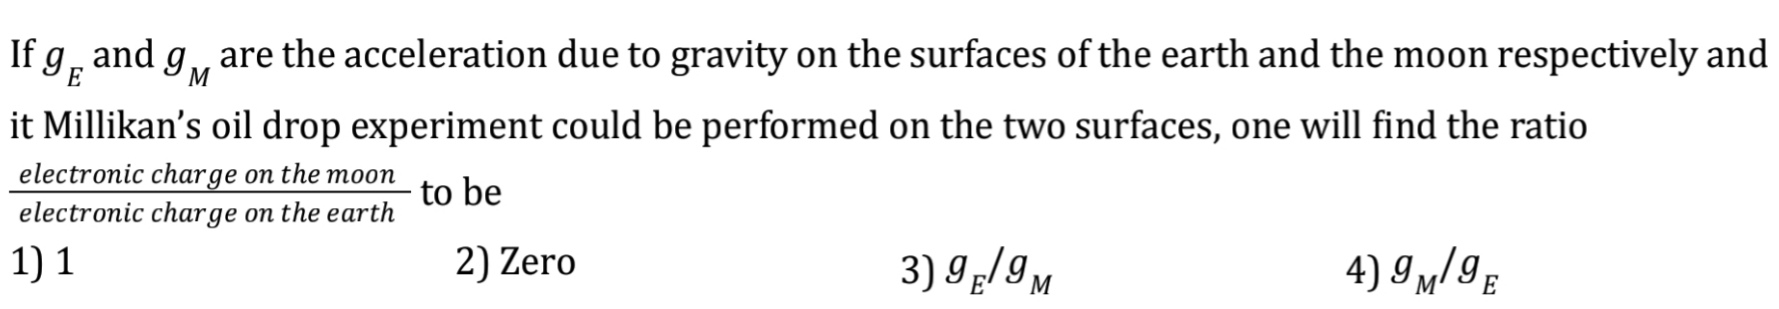 If g_E and g_M are the acceleration due to gravity on the surfaces of the earth and the moon respectively and
it Millikan's oil drop experiment could be performed on the two surfaces, one will find the ratio
electronic charge on the moon
electronic charge on the earth
to be
1) 1 2) Zero 3) g_E/g_M 4) g_M/g_E